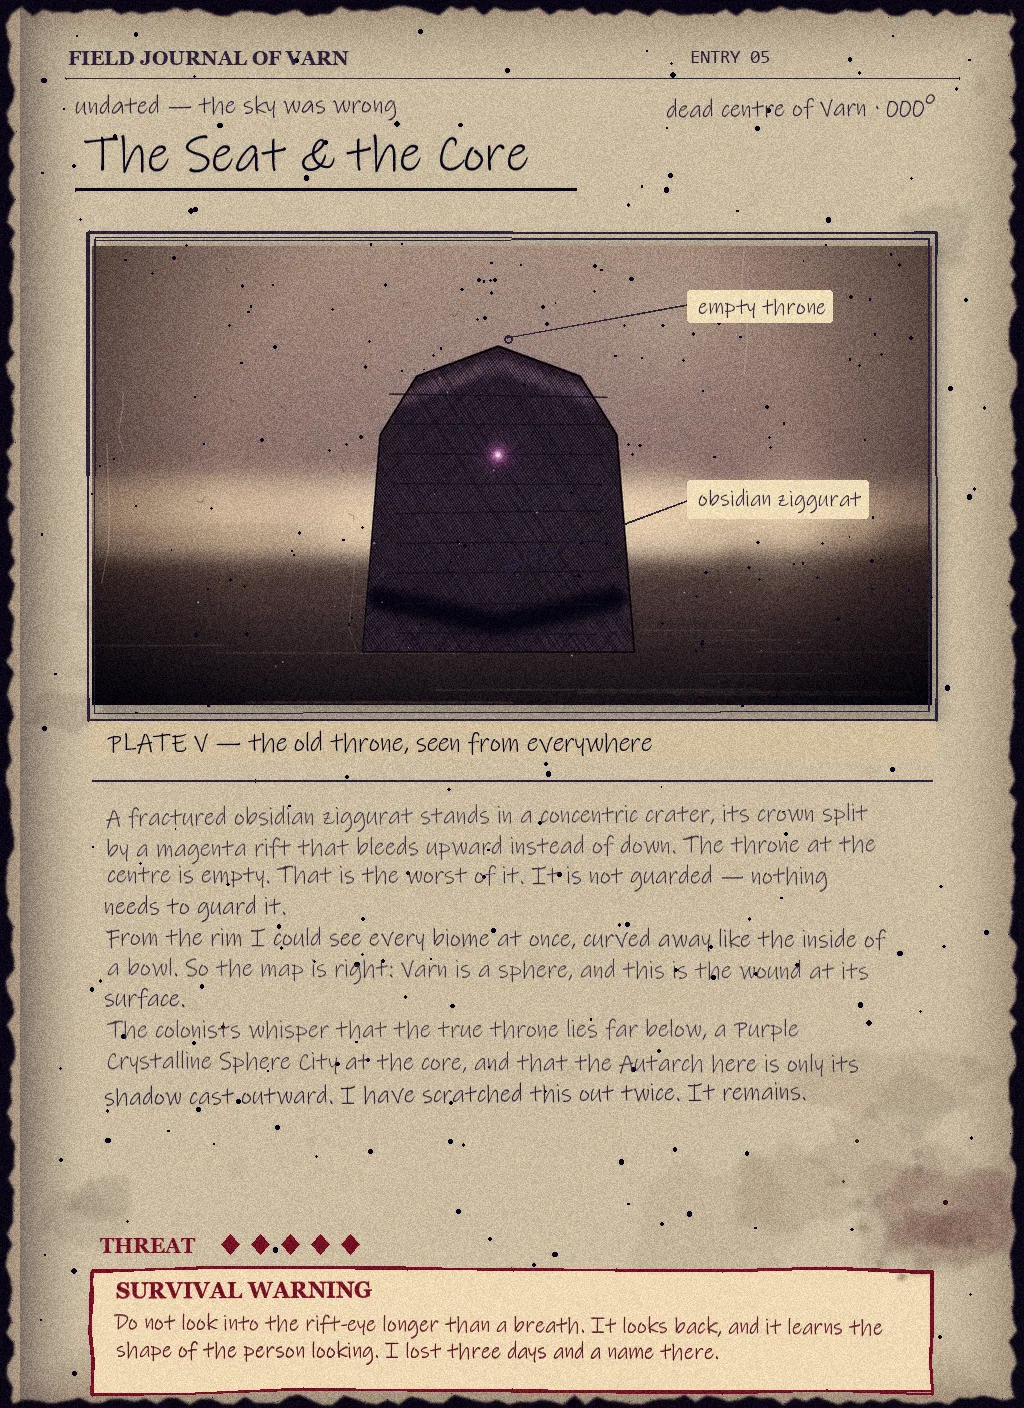 FIELD JOURNAL OF VARN
ENTRY 05
undated — the sky was wrong
dead centre of Varn · 000°
The Seat & the Core
empty throne
obsidian ziggurat
PLATE V — the old throne, seen from everywhere
A fractured obsidian ziggurat stands in a concentric crater, its crown split
by a magenta rift that bleeds upward instead of down. The throne at the
centre is empty. That is the worst of it. It is not guarded — nothing
needs to guard it.
From the rim I could see every biome at once, curved away like the inside of
a bowl. So the map is right: Varn is a sphere, and this is the wound at its
surface.
The colonists whisper that the true throne lies far below, a Purple
Crystalline Sphere City at the core, and that the Autarch here is only its
shadow cast outward. I have scratched this out twice. It remains.
THREAT ◆ ◆ ◆ ◆ ◆
SURVIVAL WARNING
Do not look into the rift-eye longer than a breath. It looks back, and it learns the
shape of the person looking. I lost three days and a name there.